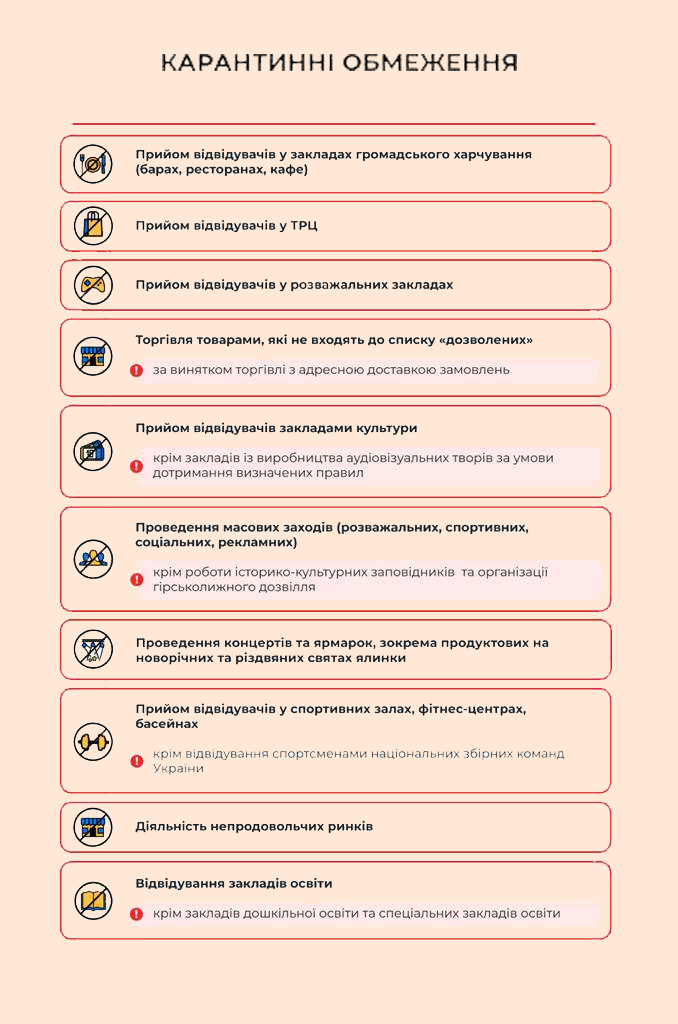 КАРАНТИННІ ОБМЕЖЕННЯ
Прийом відвідувачів у закладах громадського харчування
(барах, ресторанах, кафе)
Прийом відвідувачів у ТРЦ
Прийом відвідувачів у розважальних закладах
Торгівля товарами, які не входять до списку «дозволених»
за винятком торгівлі з адресною доставкою замовлень
Прийом відвідувачів закладами культури
крім закладів із виробництва аудіовізуальних творів за умови
дотримання визначених правил
Проведення масових заходів (розважальних, спортивних,
соціальних, рекламних)
крім роботи історико-культурних заповідників та організації
гірськолижного дозвілля
Проведення концертів та ярмарок, зокрема продуктових на
новорічних та різдвяних святах ялинки
Прийом відвідувачів у спортивних залах, фітнес-центрах,
басейнах
крім відвідування спортсменами національних збірних команд
України
Діяльність непродовольчих ринків
Відвідування закладів освіти
крім закладів дошкільної освіти та спеціальних закладів освіти